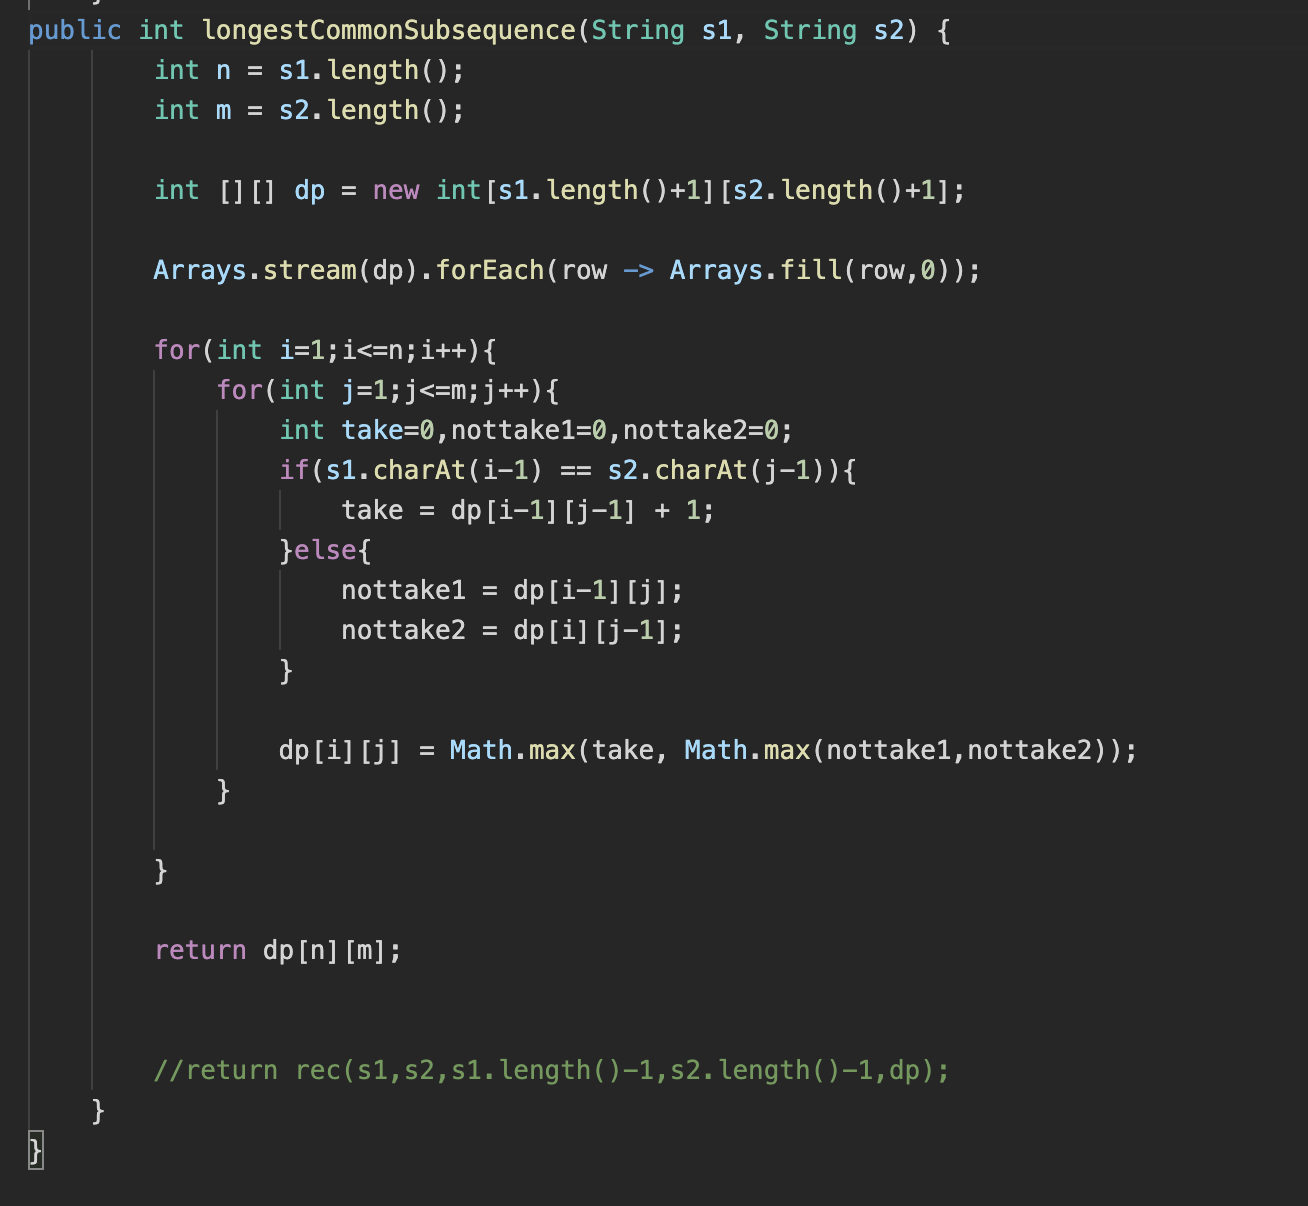 public int longestCommonSubsequence(String s1, String s2) {
int n = s1.length();
int m = s2.length();
int [][] dp = new int[s1.length()+1][s2.length()+1];
Arrays.stream(dp).forEach(row -> Arrays.fill(row,0));
for(int i=1;i<=n;i++){
for(int j=1;j<=m;j++){
int take=0,nottake1=0,nottake2=0;
if(s1.charAt(i-1) == s2.charAt(j-1)){
take = dp[i-1][j-1] + 1;
}else{
nottake1 = dp[i-1][j];
nottake2 = dp[i][j-1];
}
dp[i][j] = Math.max(take, Math.max(nottake1,nottake2));
}
}
return dp[n][m];
//return rec(s1,s2,s1.length()-1,s2.length()-1,dp);
}
}